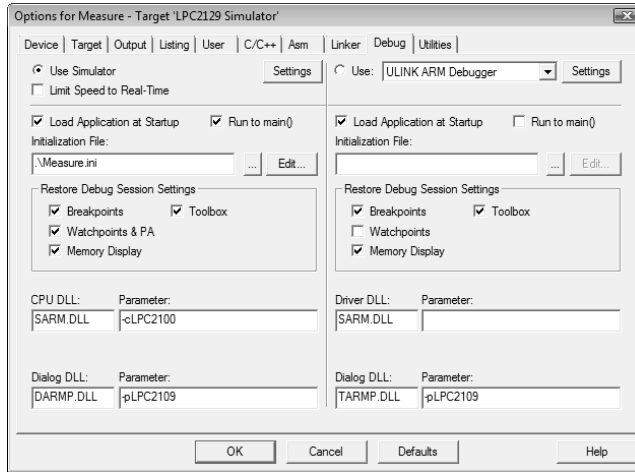 Options for Measure - Target 'LPC2129 Simulator'
Device Target Output Listing User C/C++ Asm Linker Debug Utilities
Use Simulator Settings
Limit Speed to Real-Time
Load Application at Startup Run to main()
Initialization File:
.\Measure.ini ... Edit...
Restore Debug Session Settings
Breakpoints Toolbox
Watchpoints & PA
Memory Display
CPU DLL: Parameter:
SARM.DLL -cLPC2100
Dialog DLL: Parameter:
DARMP.DLL -pLPC2109
Use: ULINK ARM Debugger Settings
Load Application at Startup Run to main()
Initialization File:
... Edit...
Restore Debug Session Settings
Breakpoints Toolbox
Watchpoints
Memory Display
Driver DLL: Parameter:
SARM.DLL
Dialog DLL: Parameter:
TARMP.DLL -pLPC2109
OK Cancel Defaults Help